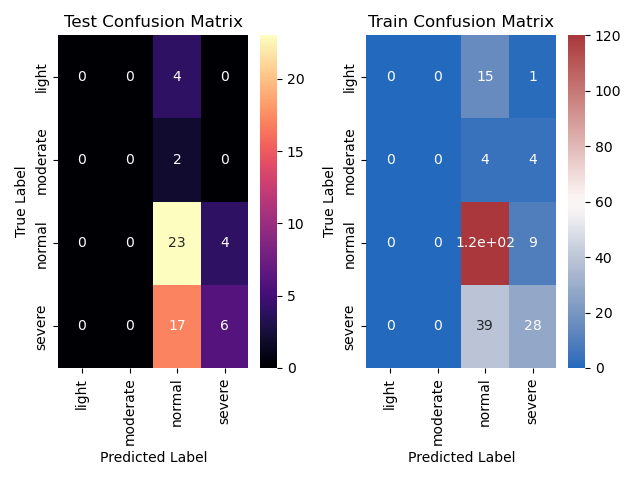 Test Confusion Matrix
True Label
light
moderate
normal
severe
0 0 4 0
0 0 2 0
0 0 23 4
0 0 17 6
light
moderate
normal
severe
Predicted Label
20
15
10
5
0
Train Confusion Matrix
True Label
light
moderate
normal
severe
0 0 15 1
0 0 4 4
0 0 1.2e+02 9
0 0 39 28
light
moderate
normal
severe
Predicted Label
120
100
80
60
40
20
0